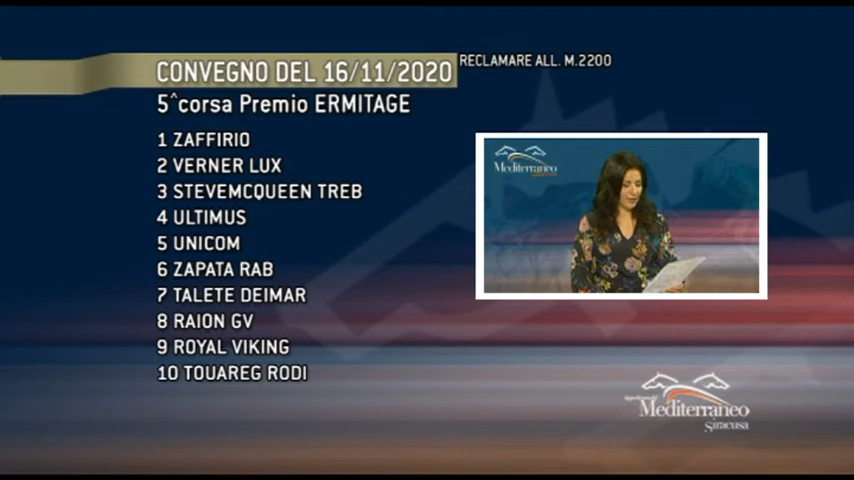 CONVEGNO DEL 16/11/2020
RECLAMARE ALL. M.2200
5^corsa Premio ERMITAGE
1 ZAFFIRIO
2 VERNER LUX
3 STEVEMCQUEEN TREB
4 ULTIMUS
5 UNICOM
6 ZAPATA RAB
7 TALETE DEIMAR
8 RAION GV
9 ROYAL VIKING
10 TOUAREG RODI
Mediterraneo
Mediterraneo
Siracusa